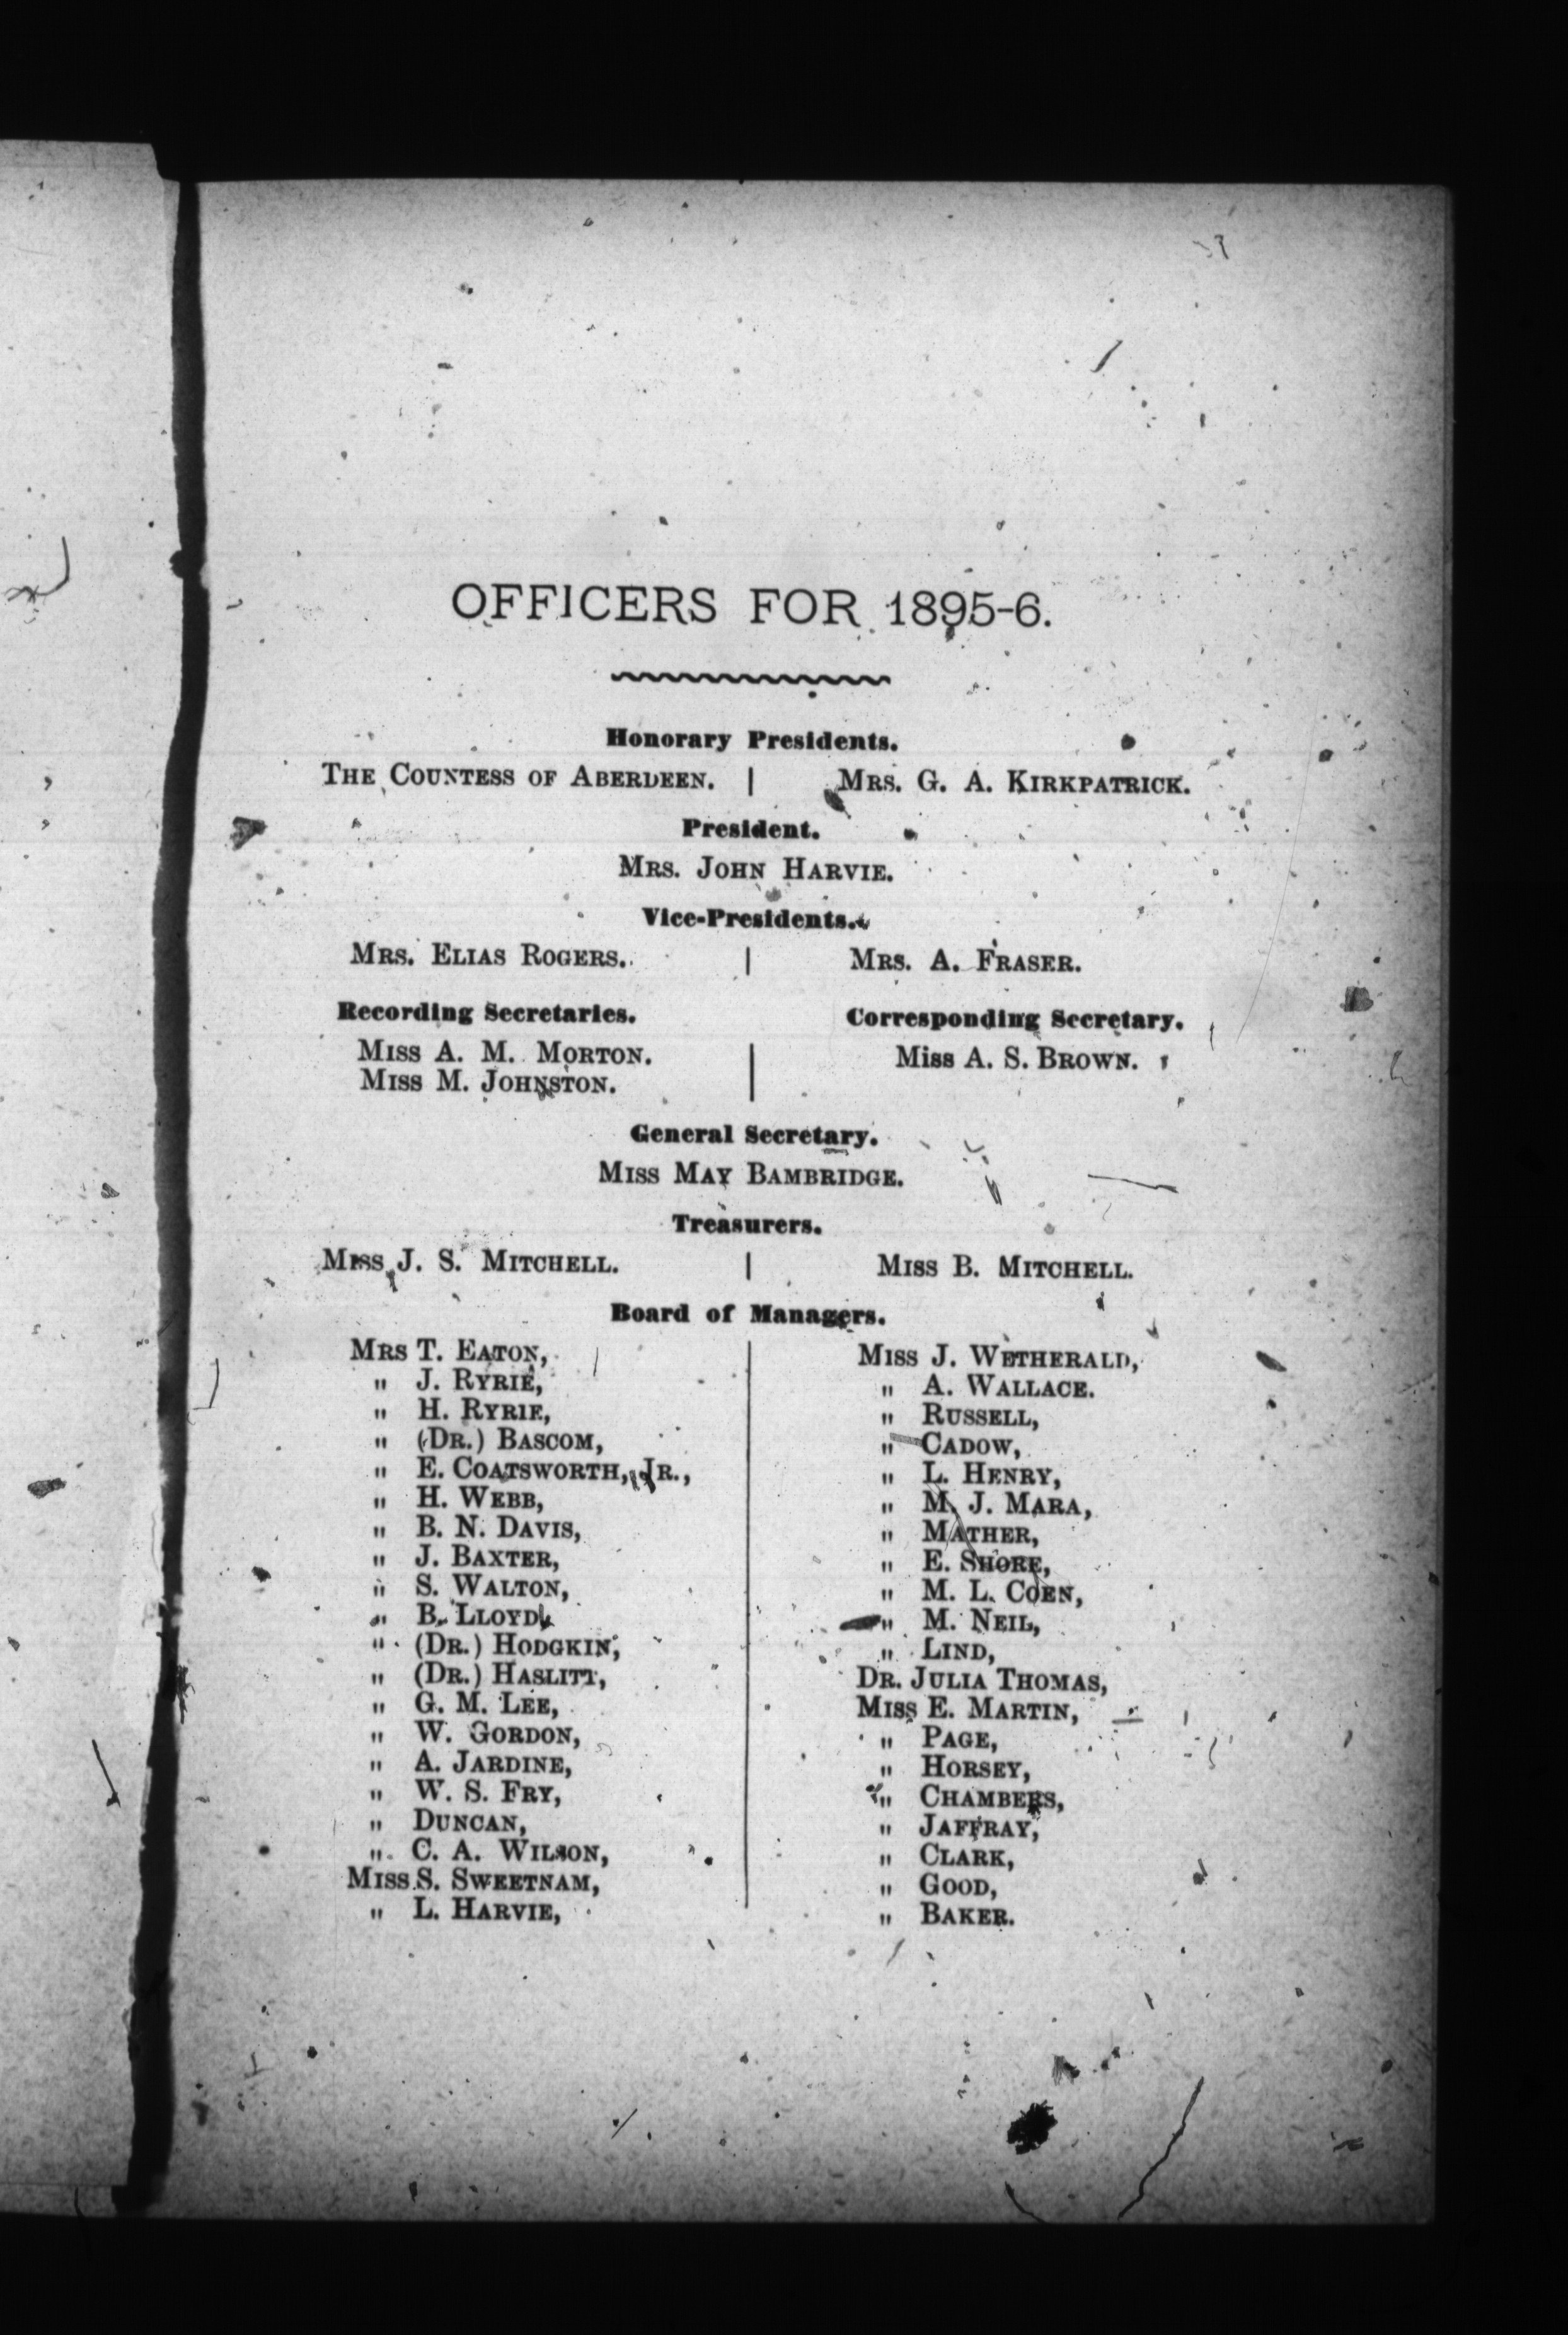 OFFICERS FOR 1895-6.
Honorary Presidents.
THE COUNTESS OF ABERDEEN. | MRS. G. A. KIRKPATRICK.
President.
MRS. JOHN HARVIE.
Vice-Presidents.
MRS. ELIAS ROGERS. | MRS. A. FRASER.
Recording Secretaries.
MISS A. M. MORTON.
MISS M. JOHNSTON.
Corresponding Secretary.
Miss A. S. BROWN.
General Secretary.
MISS MAY BAMBRIDGE.
Treasurers.
MISS J. S. MITCHELL. | MISS B. MITCHELL.
Board of Managers.
MRS T. EATON,
" J. RYRIE,
" H. RYRIE,
" (DR.) BASCOM,
" E. COATSWORTH, JR.,
" H. WEBB,
" B. N. DAVIS,
" J. BAXTER,
" S. WALTON,
" B. LLOYD,
" (DR.) HODGKIN,
" (DR.) HASLITT,
" G. M. LEE,
" W. GORDON,
" A. JARDINE,
" W. S. FRY,
" DUNCAN,
" C. A. WILSON,
MISS S. SWEETNAM,
" L. HARVIE,
MISS J. WETHERALD,
" A. WALLACE.
" RUSSELL,
" CADOW,
" L. HENRY,
" M. J. MARA,
" MATHER,
" E. SHORE,
" M. L. COEN,
" M. NEIL,
" LIND,
DR. JULIA THOMAS,
MISS E. MARTIN,
" PAGE,
" HORSEY,
" CHAMBERS,
" JAFFRAY,
" CLARK,
" GOOD,
" BAKER.